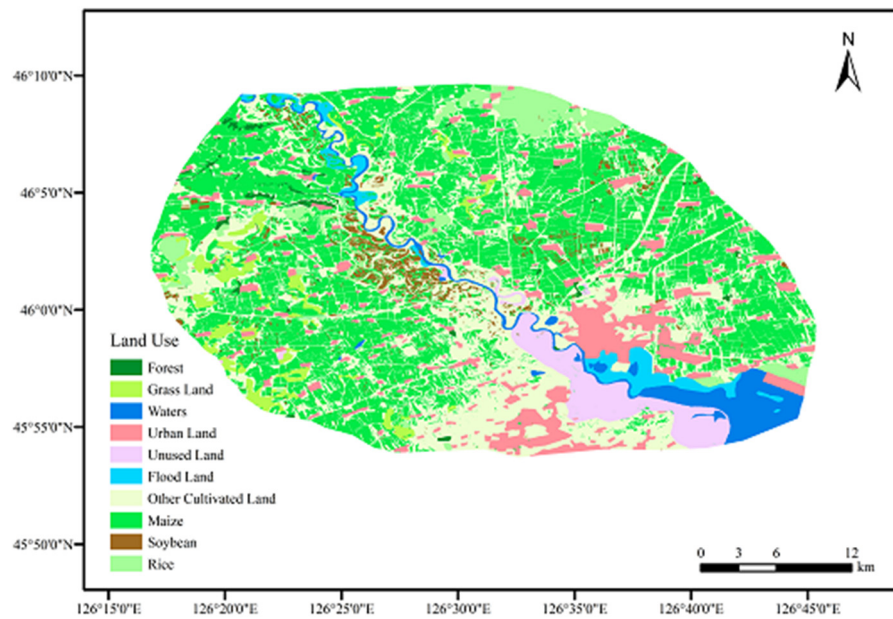 N
46°10'0"N
46°5'0"N
46°0'0"N
45°55'0"N
45°50'0"N
Land Use
Forest
Grass Land
Waters
Urban Land
Unused Land
Flood Land
Other Cultivated Land
Maize
Soybean
Rice
0 3 6 12
km
126°15'0"E 126°20'0"E 126°25'0"E 126°30'0"E 126°35'0"E 126°40'0"E 126°45'0"E